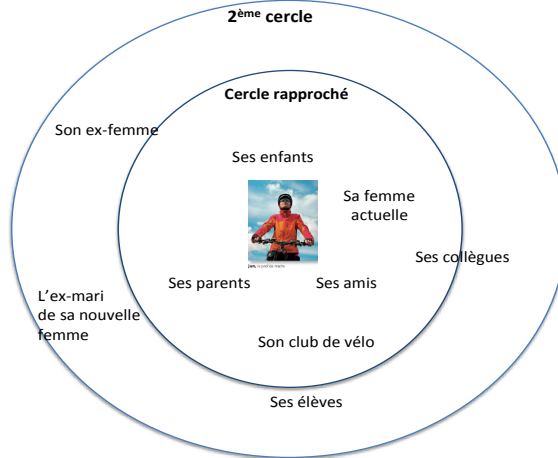 2ème cercle
Cercle rapproché
Son ex-femme
Ses enfants
Sa femme
actuelle
Ses collègues
Ses parents
Ses amis
L’ex-mari
de sa nouvelle
femme
Son club de vélo
Ses élèves